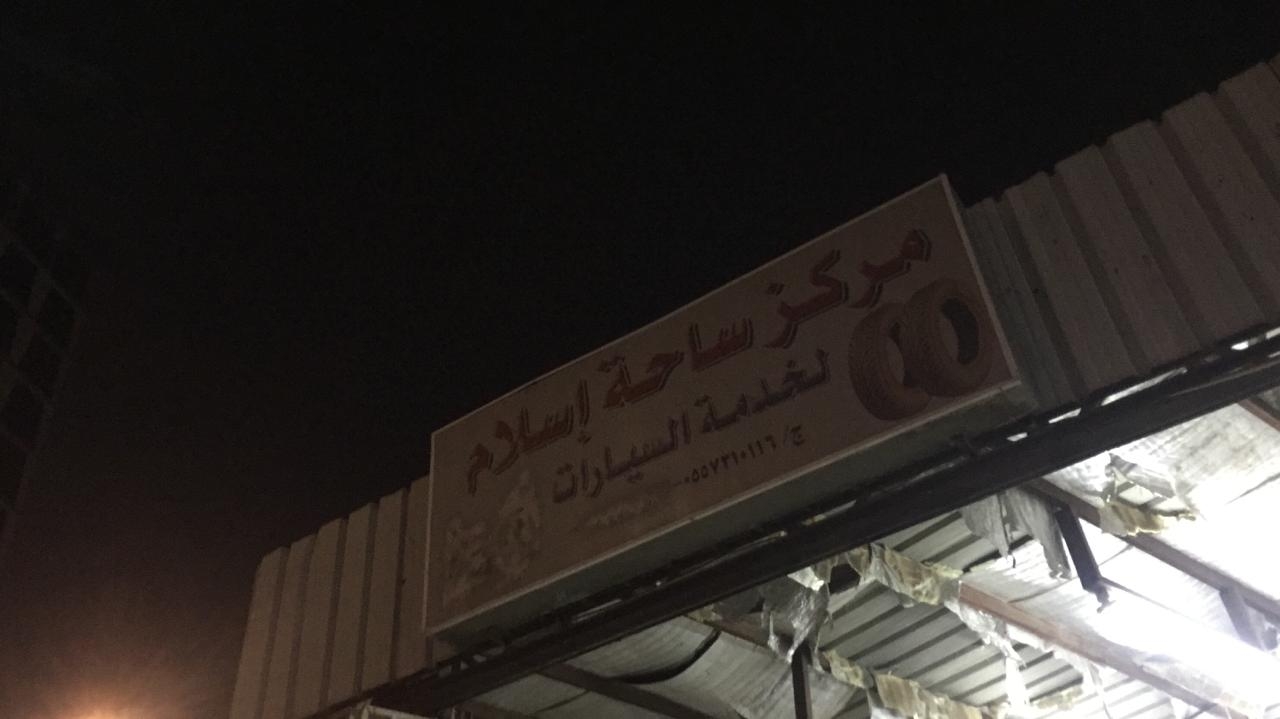 مركز ساحة إسلام
لخدمة السيارات
ج/ ٠٥٥٧٣١٠١١٦